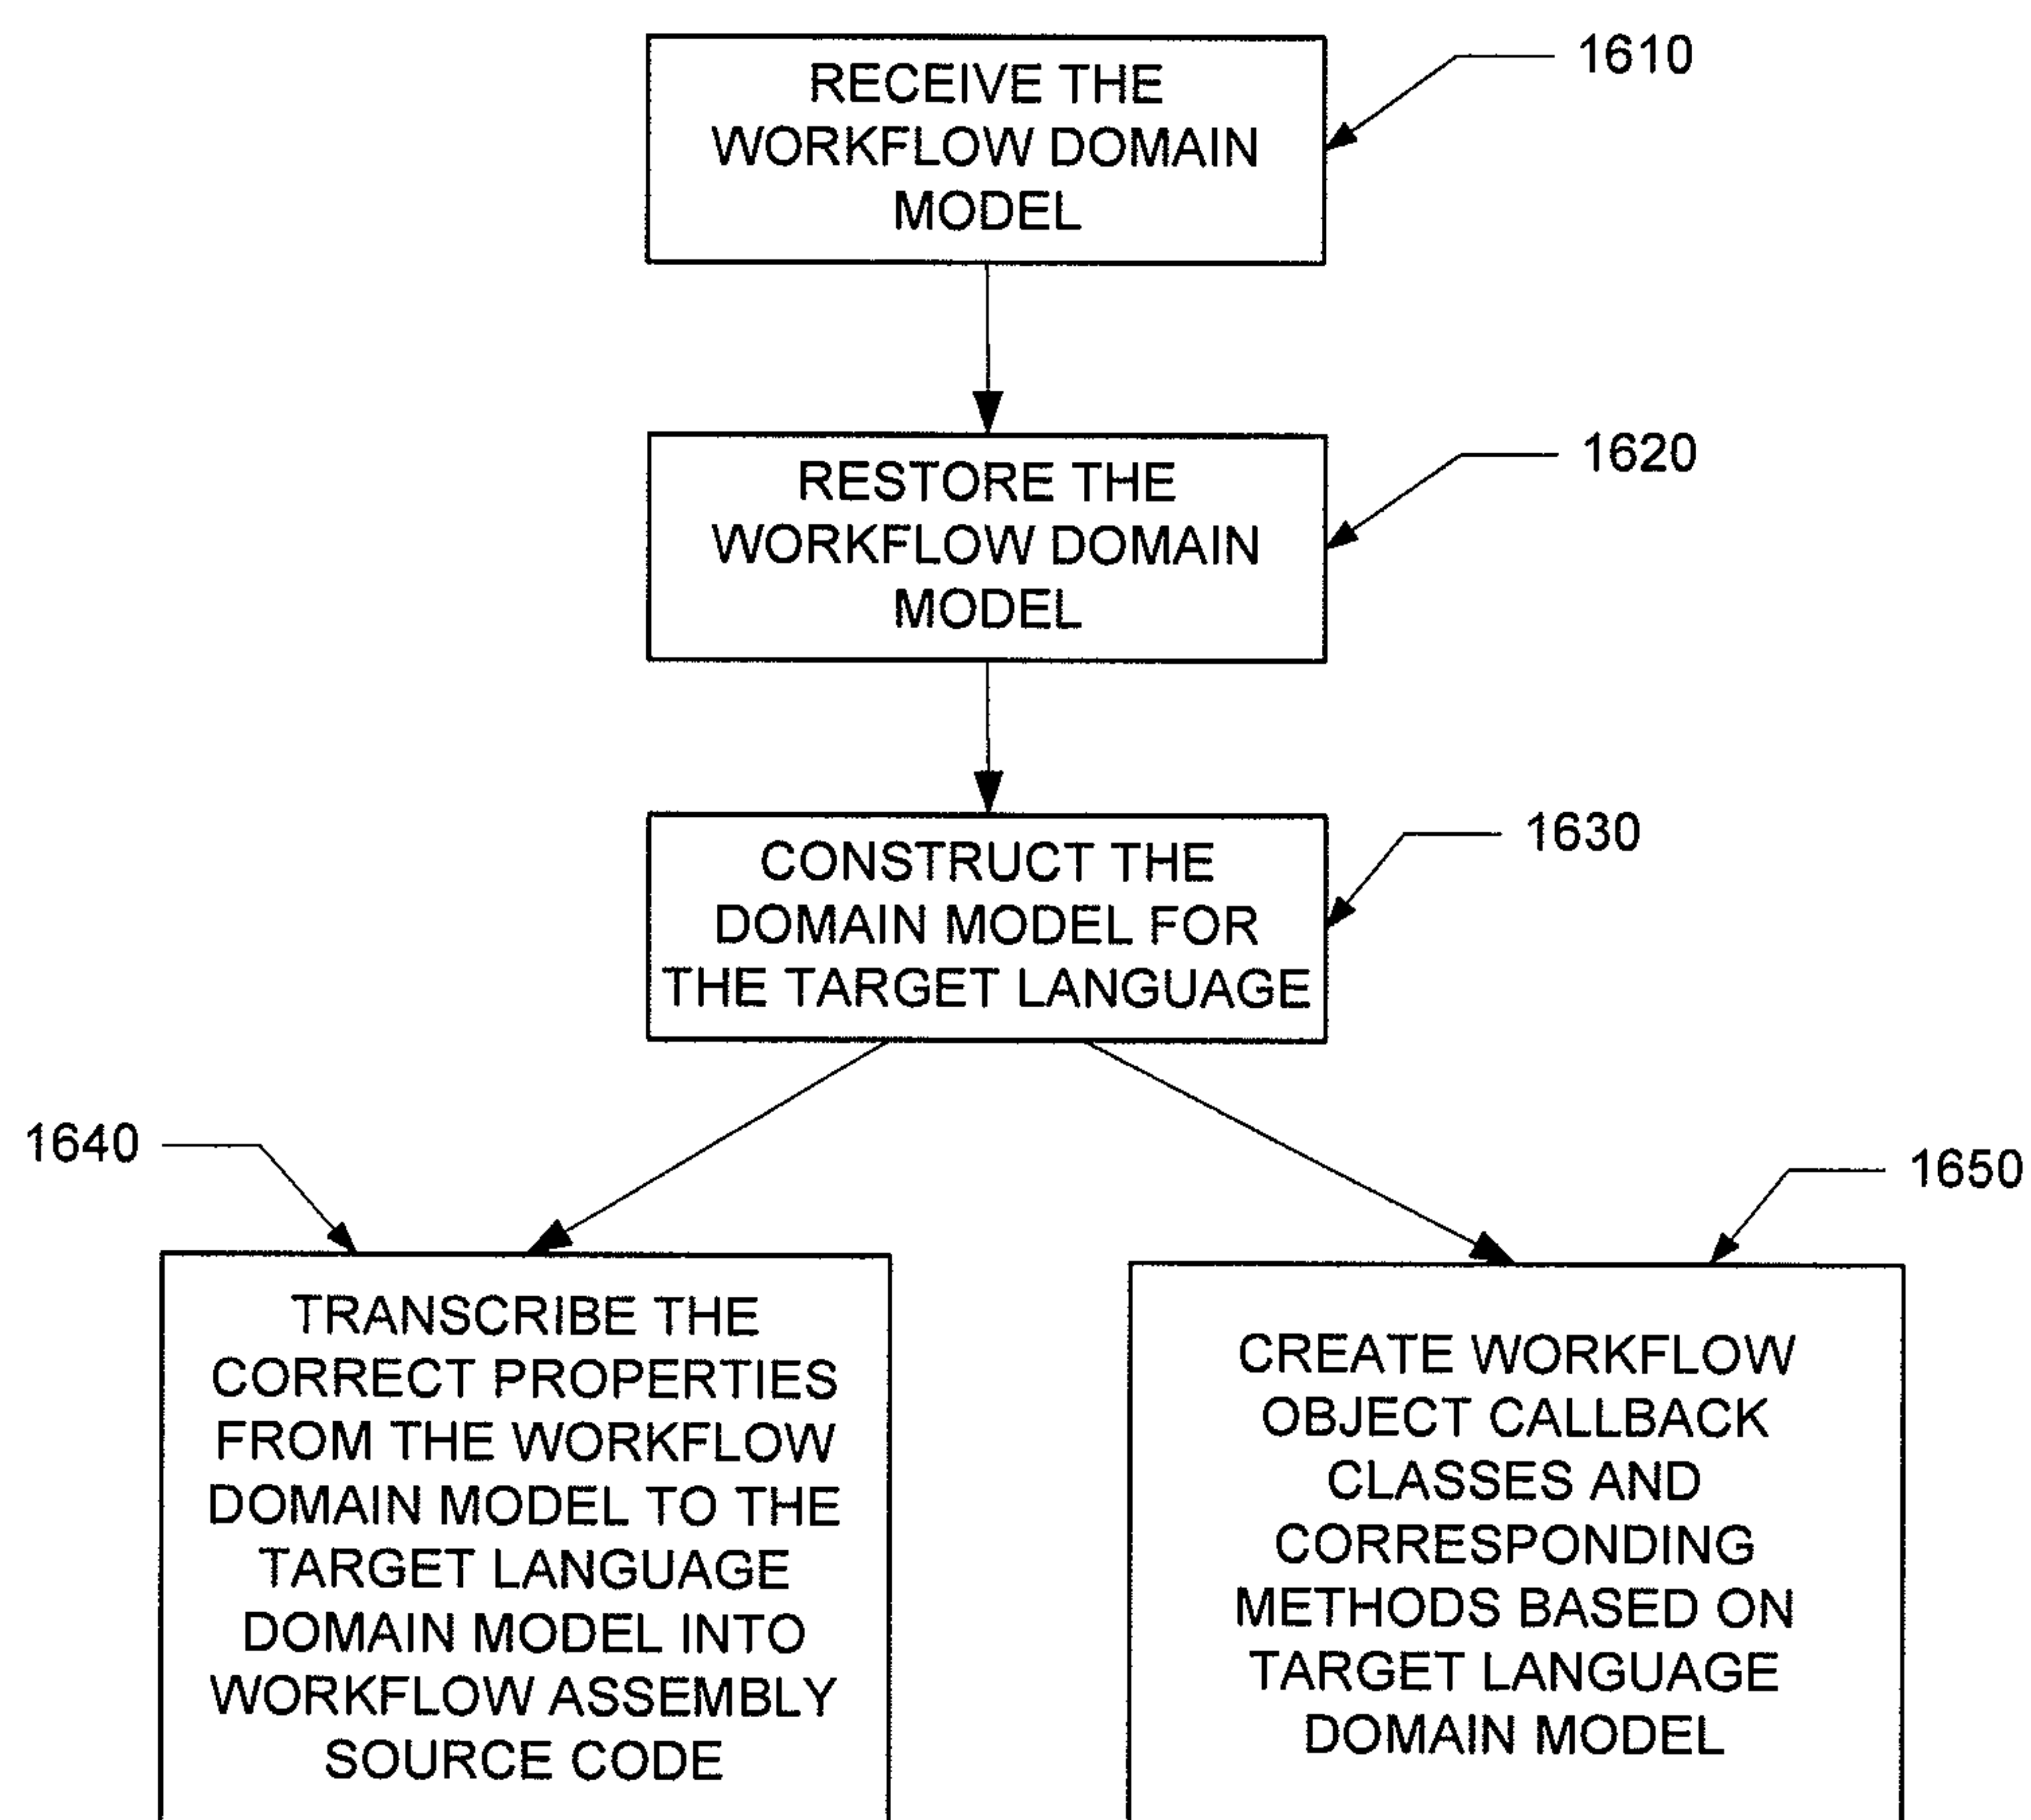 RECEIVE THE
WORKFLOW DOMAIN
MODEL
1610
RESTORE THE
WORKFLOW DOMAIN
MODEL
1620
CONSTRUCT THE
DOMAIN MODEL FOR
THE TARGET LANGUAGE
1630
1640
TRANSCRIBE THE
CORRECT PROPERTIES
FROM THE WORKFLOW
DOMAIN MODEL TO THE
TARGET LANGUAGE
DOMAIN MODEL INTO
WORKFLOW ASSEMBLY
SOURCE CODE
1650
CREATE WORKFLOW
OBJECT CALLBACK
CLASSES AND
CORRESPONDING
METHODS BASED ON
TARGET LANGUAGE
DOMAIN MODEL